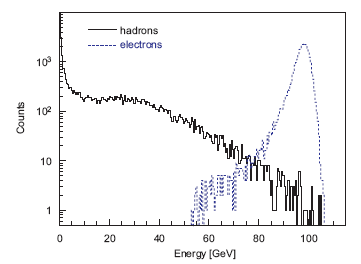 hadrons
electrons
10³
10²
10
1
Counts
0 20 40 60 80 100
Energy [GeV]